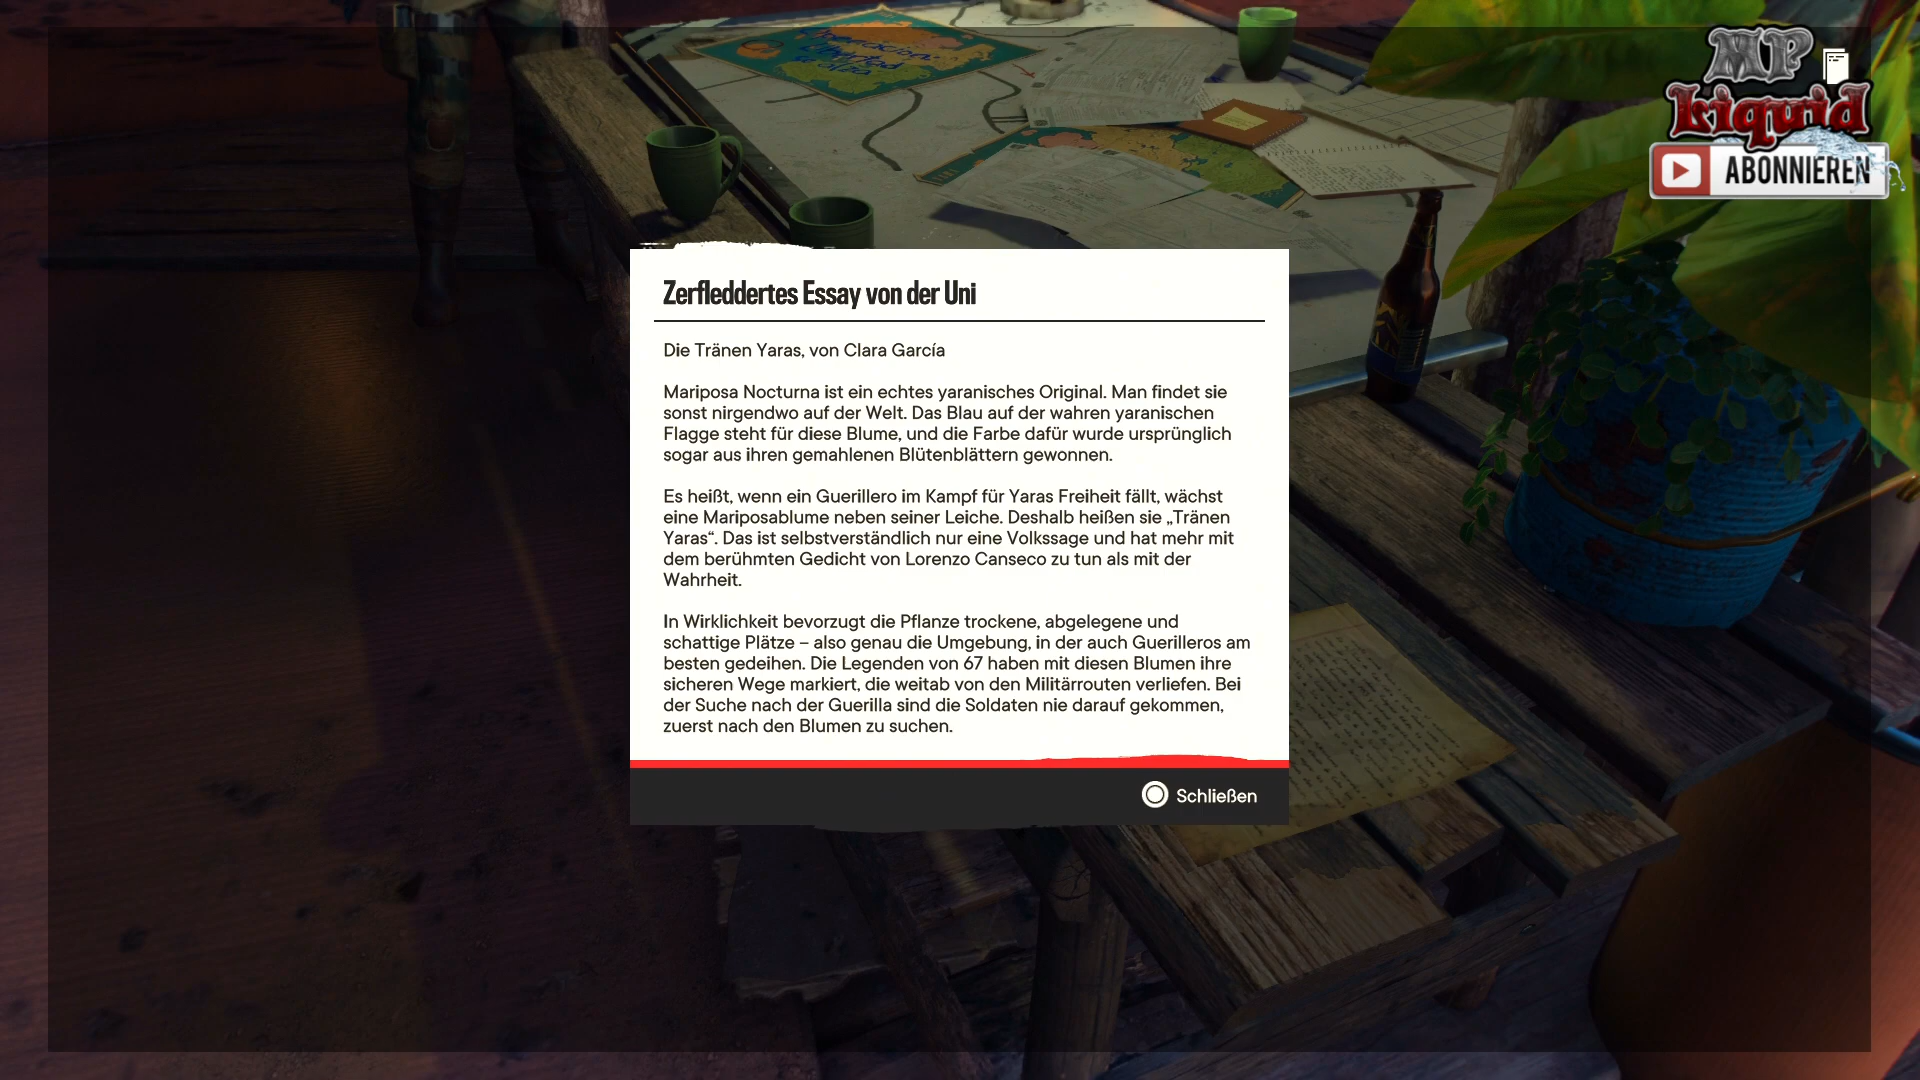 MP
Liquid
ABONNIEREN
Operación:
Libertad
Zerfleddertes Essay von der Uni
Die Tränen Yaras, von Clara García
Mariposa Nocturna ist ein echtes yaranisches Original. Man findet sie
sonst nirgendwo auf der Welt. Das Blau auf der wahren yaranischen
Flagge steht für diese Blume, und die Farbe dafür wurde ursprünglich
sogar aus ihren gemahlenen Blütenblättern gewonnen.
Es heißt, wenn ein Guerillero im Kampf für Yaras Freiheit fällt, wächst
eine Mariposablume neben seiner Leiche. Deshalb heißen sie „Tränen
Yaras“. Das ist selbstverständlich nur eine Volkssage und hat mehr mit
dem berühmten Gedicht von Lorenzo Canseco zu tun als mit der
Wahrheit.
In Wirklichkeit bevorzugt die Pflanze trockene, abgelegene und
schattige Plätze – also genau die Umgebung, in der auch Guerilleros am
besten gedeihen. Die Legenden von 67 haben mit diesen Blumen ihre
sicheren Wege markiert, die weitab von den Militärrouten verliefen. Bei
der Suche nach der Guerilla sind die Soldaten nie darauf gekommen,
zuerst nach den Blumen zu suchen.
Schließen